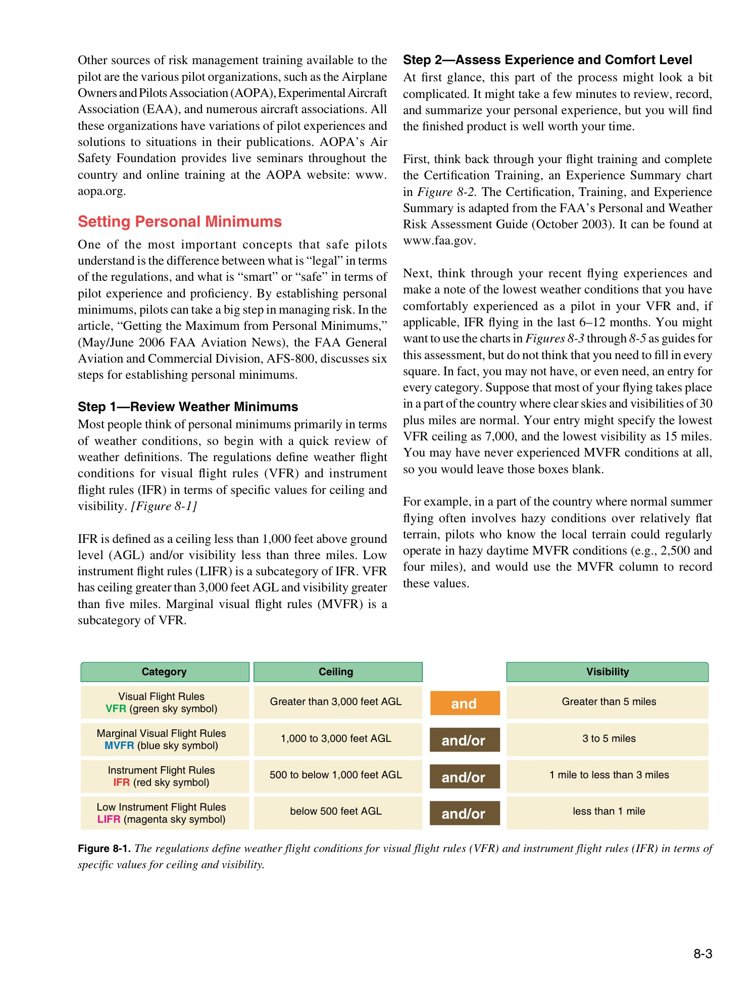 Other sources of risk management training available to the
pilot are the various pilot organizations, such as the Airplane
Owners and Pilots Association (AOPA), Experimental Aircraft
Association (EAA), and numerous aircraft associations. All
these organizations have variations of pilot experiences and
solutions to situations in their publications. AOPA’s Air
Safety Foundation provides live seminars throughout the
country and online training at the AOPA website: www.
aopa.org.
Setting Personal Minimums
One of the most important concepts that safe pilots
understand is the difference between what is “legal” in terms
of the regulations, and what is “smart” or “safe” in terms of
pilot experience and proficiency. By establishing personal
minimums, pilots can take a big step in managing risk. In the
article, “Getting the Maximum from Personal Minimums,”
(May/June 2006 FAA Aviation News), the FAA General
Aviation and Commercial Division, AFS-800, discusses six
steps for establishing personal minimums.
Step 1—Review Weather Minimums
Most people think of personal minimums primarily in terms
of weather conditions, so begin with a quick review of
weather definitions. The regulations define weather flight
conditions for visual flight rules (VFR) and instrument
flight rules (IFR) in terms of specific values for ceiling and
visibility. [Figure 8-1]
IFR is defined as a ceiling less than 1,000 feet above ground
level (AGL) and/or visibility less than three miles. Low
instrument flight rules (LIFR) is a subcategory of IFR. VFR
has ceiling greater than 3,000 feet AGL and visibility greater
than five miles. Marginal visual flight rules (MVFR) is a
subcategory of VFR.
Step 2—Assess Experience and Comfort Level
At first glance, this part of the process might look a bit
complicated. It might take a few minutes to review, record,
and summarize your personal experience, but you will find
the finished product is well worth your time.
First, think back through your flight training and complete
the Certification Training, an Experience Summary chart
in Figure 8-2. The Certification, Training, and Experience
Summary is adapted from the FAA’s Personal and Weather
Risk Assessment Guide (October 2003). It can be found at
www.faa.gov.
Next, think through your recent flying experiences and
make a note of the lowest weather conditions that you have
comfortably experienced as a pilot in your VFR and, if
applicable, IFR flying in the last 6–12 months. You might
want to use the charts in Figures 8-3 through 8-5 as guides for
this assessment, but do not think that you need to fill in every
square. In fact, you may not have, or even need, an entry for
every category. Suppose that most of your flying takes place
in a part of the country where clear skies and visibilities of 30
plus miles are normal. Your entry might specify the lowest
VFR ceiling as 7,000, and the lowest visibility as 15 miles.
You may have never experienced MVFR conditions at all,
so you would leave those boxes blank.
For example, in a part of the country where normal summer
flying often involves hazy conditions over relatively flat
terrain, pilots who know the local terrain could regularly
operate in hazy daytime MVFR conditions (e.g., 2,500 and
four miles), and would use the MVFR column to record
these values.
Category Ceiling Visibility
Visual Flight Rules
VFR (green sky symbol)
Greater than 3,000 feet AGL and Greater than 5 miles
Marginal Visual Flight Rules
MVFR (blue sky symbol)
1,000 to 3,000 feet AGL and/or 3 to 5 miles
Instrument Flight Rules
IFR (red sky symbol)
500 to below 1,000 feet AGL and/or 1 mile to less than 3 miles
Low Instrument Flight Rules
LIFR (magenta sky symbol)
below 500 feet AGL and/or less than 1 mile
Figure 8-1. The regulations define weather flight conditions for visual flight rules (VFR) and instrument flight rules (IFR) in terms of
specific values for ceiling and visibility.
8-3